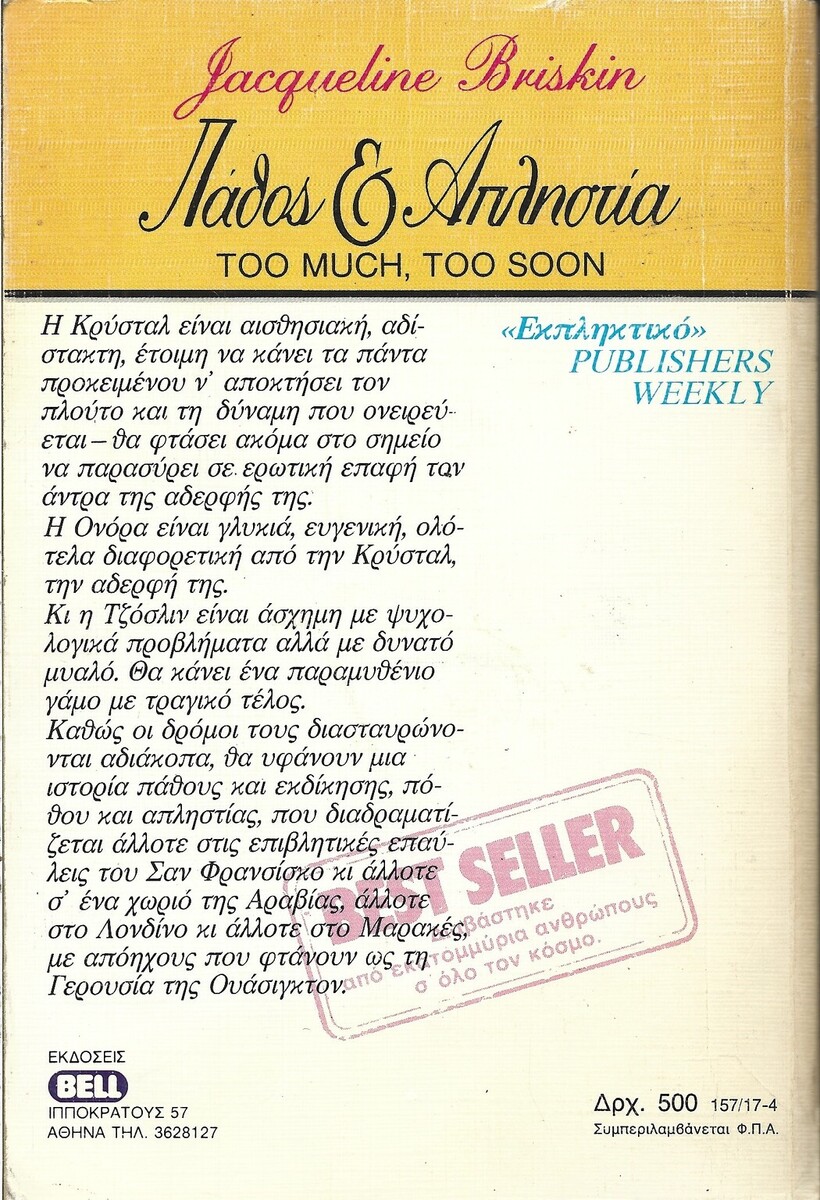 Jacqueline Briskin
Πάθος & Απληστία
TOO MUCH, TOO SOON
Η Κρύσταλ είναι αισθησιακή, αδί-
στακτη, έτοιμη να κάνει τα πάντα
προκειμένου ν' αποκτήσει τον
πλούτο και τη δύναμη που ονειρεύ-
εται – θα φτάσει ακόμα στο σημείο
να παρασύρει σε ερωτική επαφή τον
άντρα της αδερφής της.
Η Ονόρα είναι γλυκιά, ευγενική, ολό-
τελα διαφορετική από την Κρύσταλ,
την αδερφή της.
Κι η Τζόσλιν είναι άσχημη με ψυχο-
λογικά προβλήματα αλλά με δυνατό
μυαλό. Θα κάνει ένα παραμυθένιο
γάμο με τραγικό τέλος.
Καθώς οι δρόμοι τους διασταυρώνο-
νται αδιάκοπα, θα υφάνουν μια
ιστορία πάθους και εκδίκησης, πό-
θου και απληστίας, που διαδραματί-
ζεται άλλοτε στις επιβλητικές επαύ-
λεις του Σαν Φρανσίσκο κι άλλοτε
σ' ένα χωριό της Αραβίας, άλλοτε
στο Λονδίνο κι άλλοτε στο Μαρακές,
με απόηχους που φτάνουν ως τη
Γερουσία της Ουάσιγκτον.
«Εκπληκτικό»
PUBLISHERS
WEEKLY
BEST SELLER
Διαβάστηκε
από εκατομμύρια ανθρώπους
σ' όλο τον κόσμο.
ΕΚΔΟΣΕΙΣ
BELL
ΙΠΠΟΚΡΑΤΟΥΣ 57
ΑΘΗΝΑ ΤΗΛ. 3628127
Δρχ. 500 157/17-4
Συμπεριλαμβάνεται Φ.Π.Α.